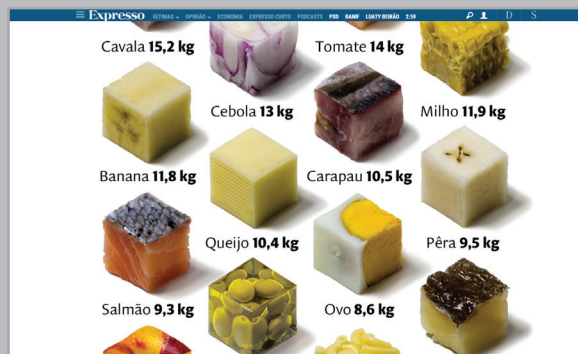 Expresso ÚLTIMAS OPINIÃO ECONOMIA EXPRESSO CURTO PODCASTS PSD BANIF LUATY BEIRÃO 2:59 D S
Cavala 15,2 kg
Tomate 14 kg
Cebola 13 kg
Milho 11,9 kg
Banana 11,8 kg
Carapau 10,5 kg
Queijo 10,4 kg
Pêra 9,5 kg
Salmão 9,3 kg
Ovo 8,6 kg